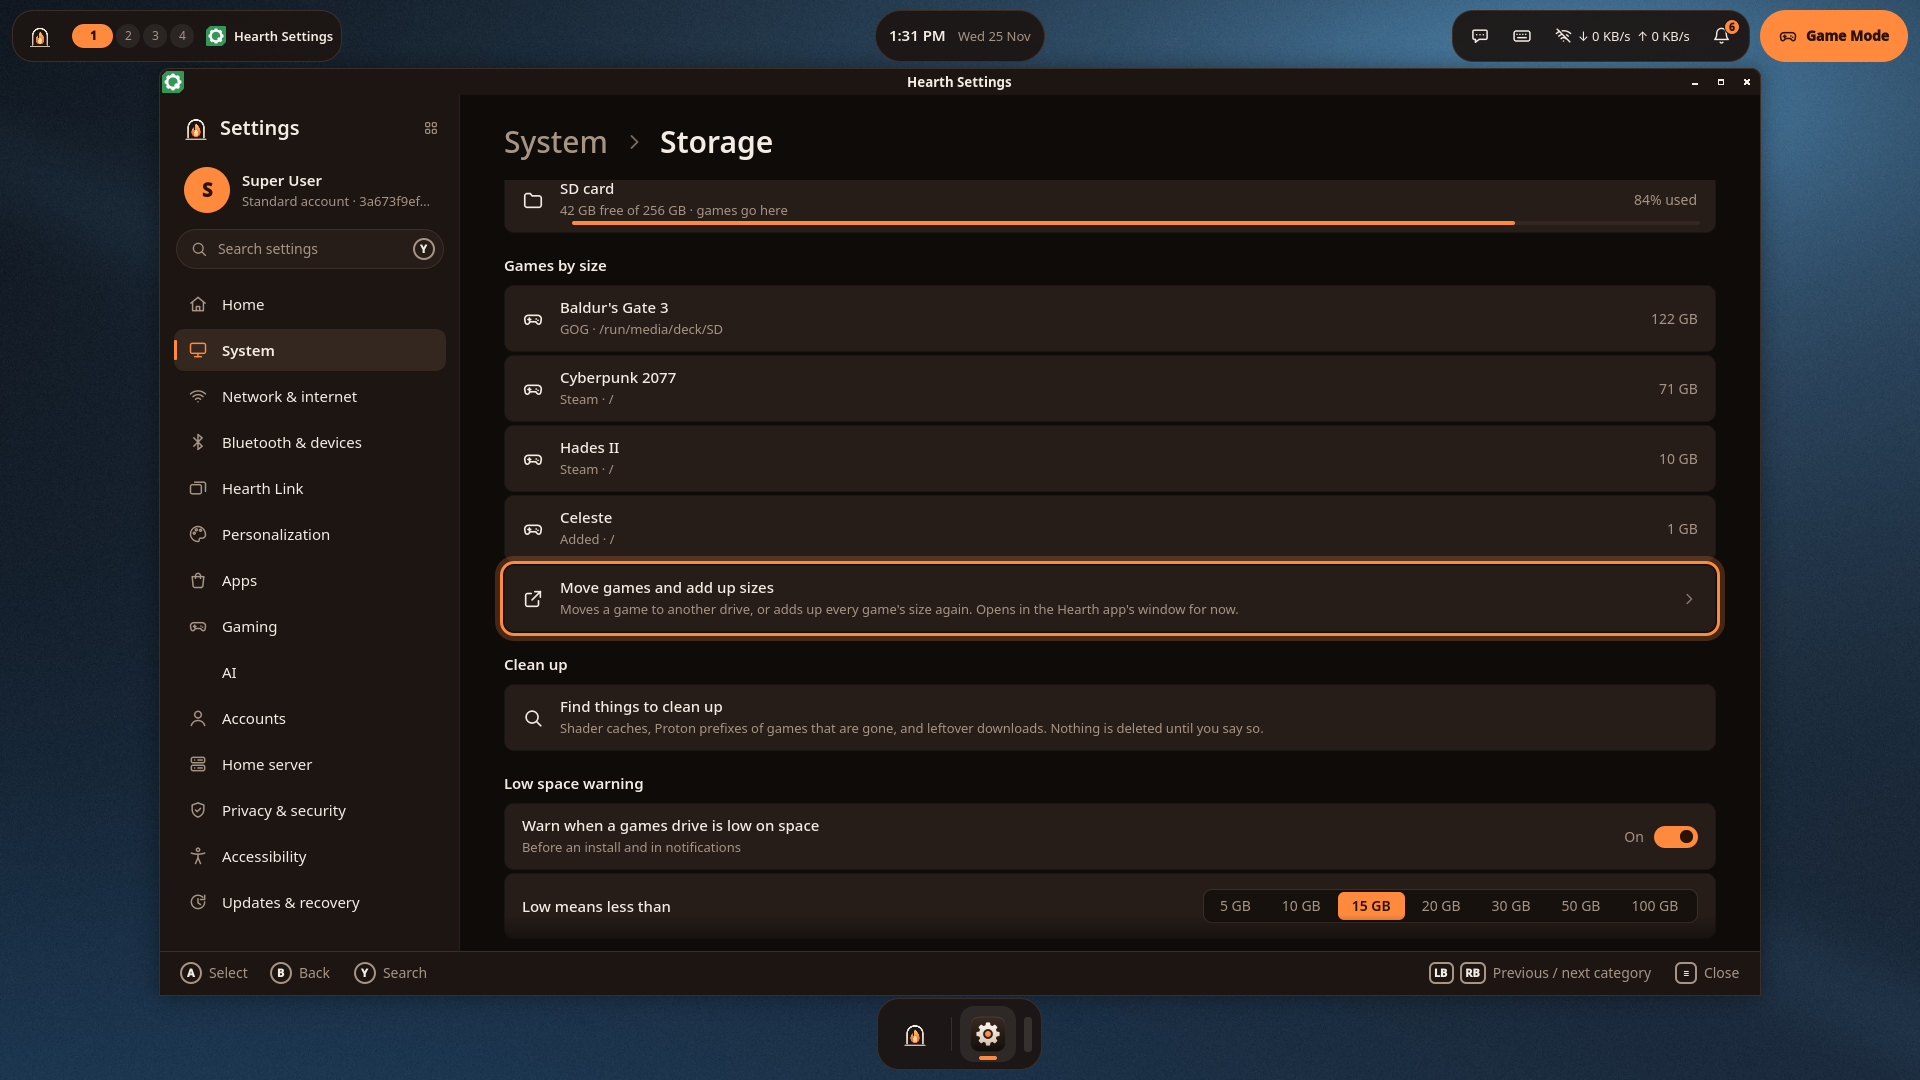 1 2 3 4 Hearth Settings
1:31 PM Wed 25 Nov
↓ 0 KB/s ↑ 0 KB/s 6 Game Mode
Hearth Settings
Settings
S
Super User
Standard account · 3a673f9ef...
Search settings Y
Home
System
Network & internet
Bluetooth & devices
Hearth Link
Personalization
Apps
Gaming
AI
Accounts
Home server
Privacy & security
Accessibility
Updates & recovery
System > Storage
SD card
42 GB free of 256 GB · games go here
84% used
Games by size
Baldur's Gate 3
GOG · /run/media/deck/SD
122 GB
Cyberpunk 2077
Steam · /
71 GB
Hades II
Steam · /
10 GB
Celeste
Added · /
1 GB
Move games and add up sizes
Moves a game to another drive, or adds up every game's size again. Opens in the Hearth app's window for now.
Clean up
Find things to clean up
Shader caches, Proton prefixes of games that are gone, and leftover downloads. Nothing is deleted until you say so.
Low space warning
Warn when a games drive is low on space
Before an install and in notifications
On
Low means less than
5 GB 10 GB 15 GB 20 GB 30 GB 50 GB 100 GB
A Select B Back Y Search
LB RB Previous / next category ≡ Close